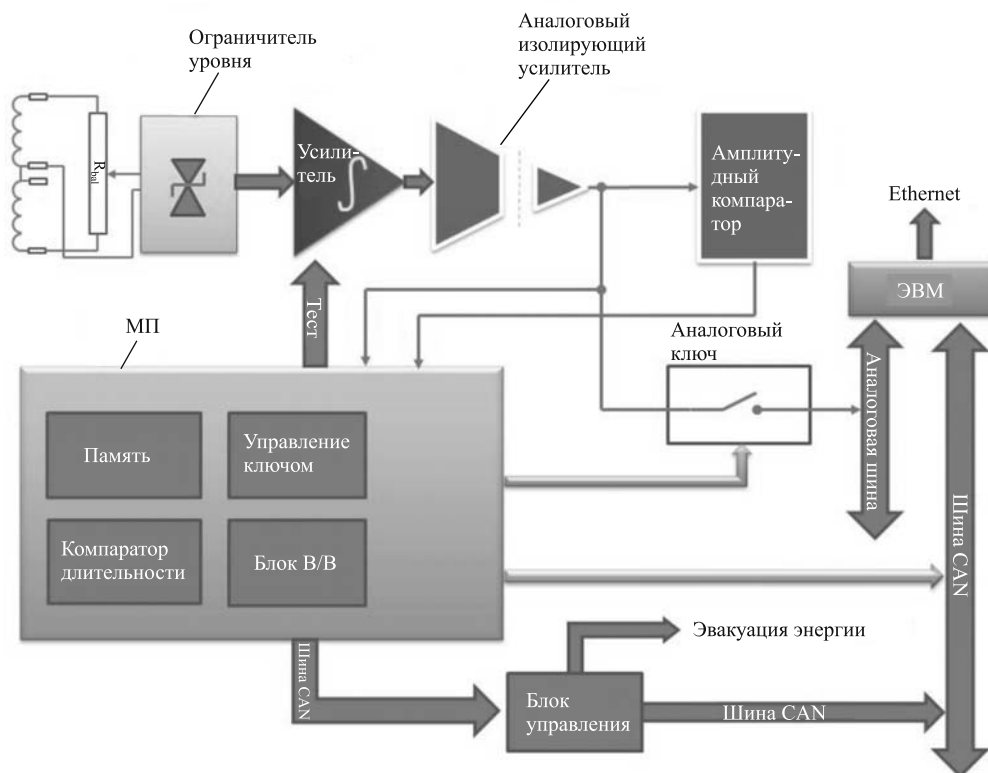 Ограничитель
уровня
Аналоговый
изолирующий
усилитель
R_bal
Усили-
тель
Амплиту-
дный
компара-
тор
Ethernet
ЭВМ
Тест
МП
Аналоговый
ключ
Аналоговая шина
Память
Управление
ключом
Компаратор
длительности
Блок В/В
Шина CAN
Шина CAN
Эвакуация энергии
Блок
управления
Шина CAN